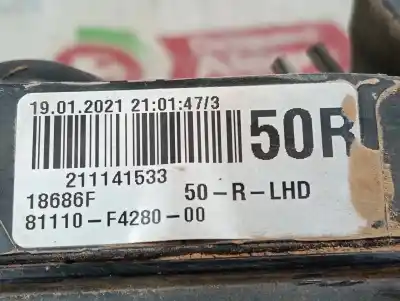 19.01.2021 21:01:47/3
50R
211141533
18686F 50-R-LHD
81110-F4280-00